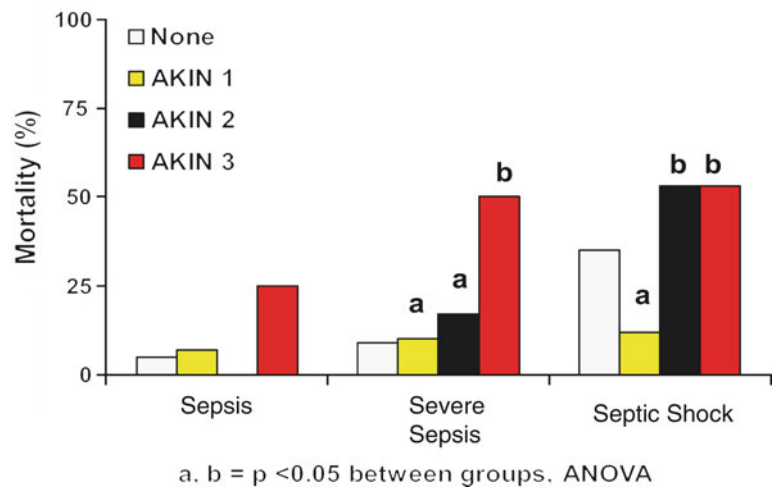 100
75
50
25
0
Mortality (%)
None
AKIN 1
AKIN 2
AKIN 3
a
a
b
a
b
b
Sepsis
Severe
Sepsis
Septic Shock
a, b = p <0.05 between groups, ANOVA